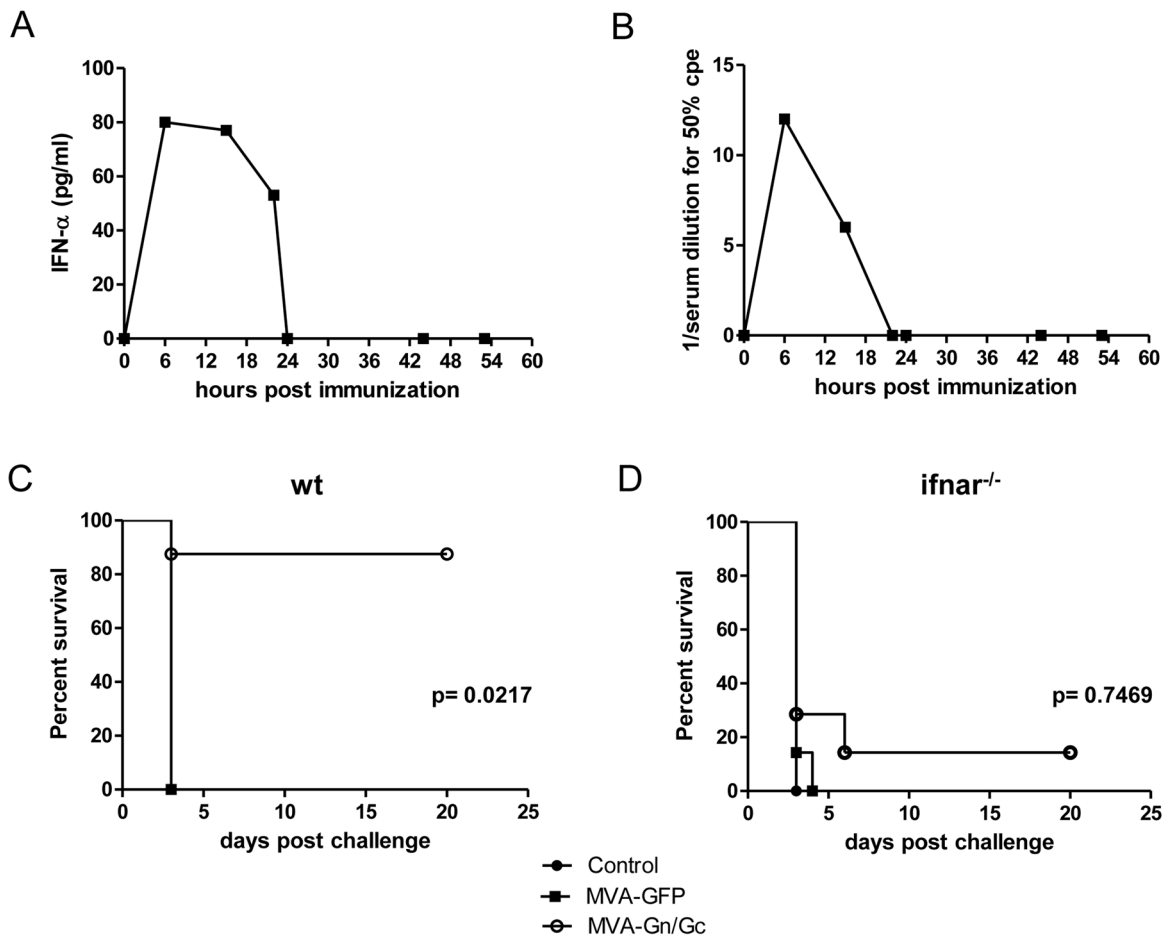 A
IFN-α (pg/ml)
100
80
60
40
20
0
0 6 12 18 24 30 36 42 48 54 60
hours post immunization
B
1/serum dilution for 50% cpe
15
10
5
0
0 6 12 18 24 30 36 42 48 54 60
hours post immunization
C
wt
Percent survival
100
80
60
40
20
0
p= 0.0217
0 5 10 15 20 25
days post challenge
D
ifnar-/-
Percent survival
100
80
60
40
20
0
p= 0.7469
0 5 10 15 20 25
days post challenge
Control
MVA-GFP
MVA-Gn/Gc